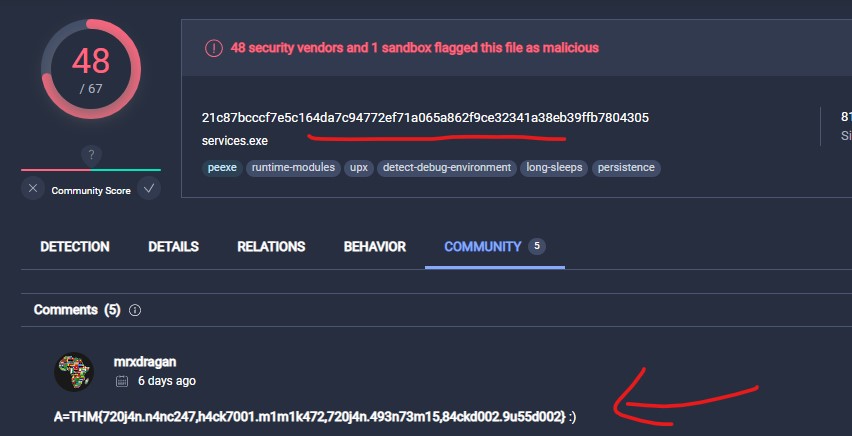 48
/ 67
?
Community Score
48 security vendors and 1 sandbox flagged this file as malicious
21c87bcccf7e5c164da7c94772ef71a065a862f9ce32341a38eb39ffb7804305
services.exe
peexe runtime-modules upx detect-debug-environment long-sleeps persistence
DETECTION DETAILS RELATIONS BEHAVIOR COMMUNITY 5
Comments (5)
mrxdragan
6 days ago
A=THM{720j4n.n4nc247,h4ck7001.m1m1k472,720j4n.493n73m15,84ckd002.9u55d002} :)